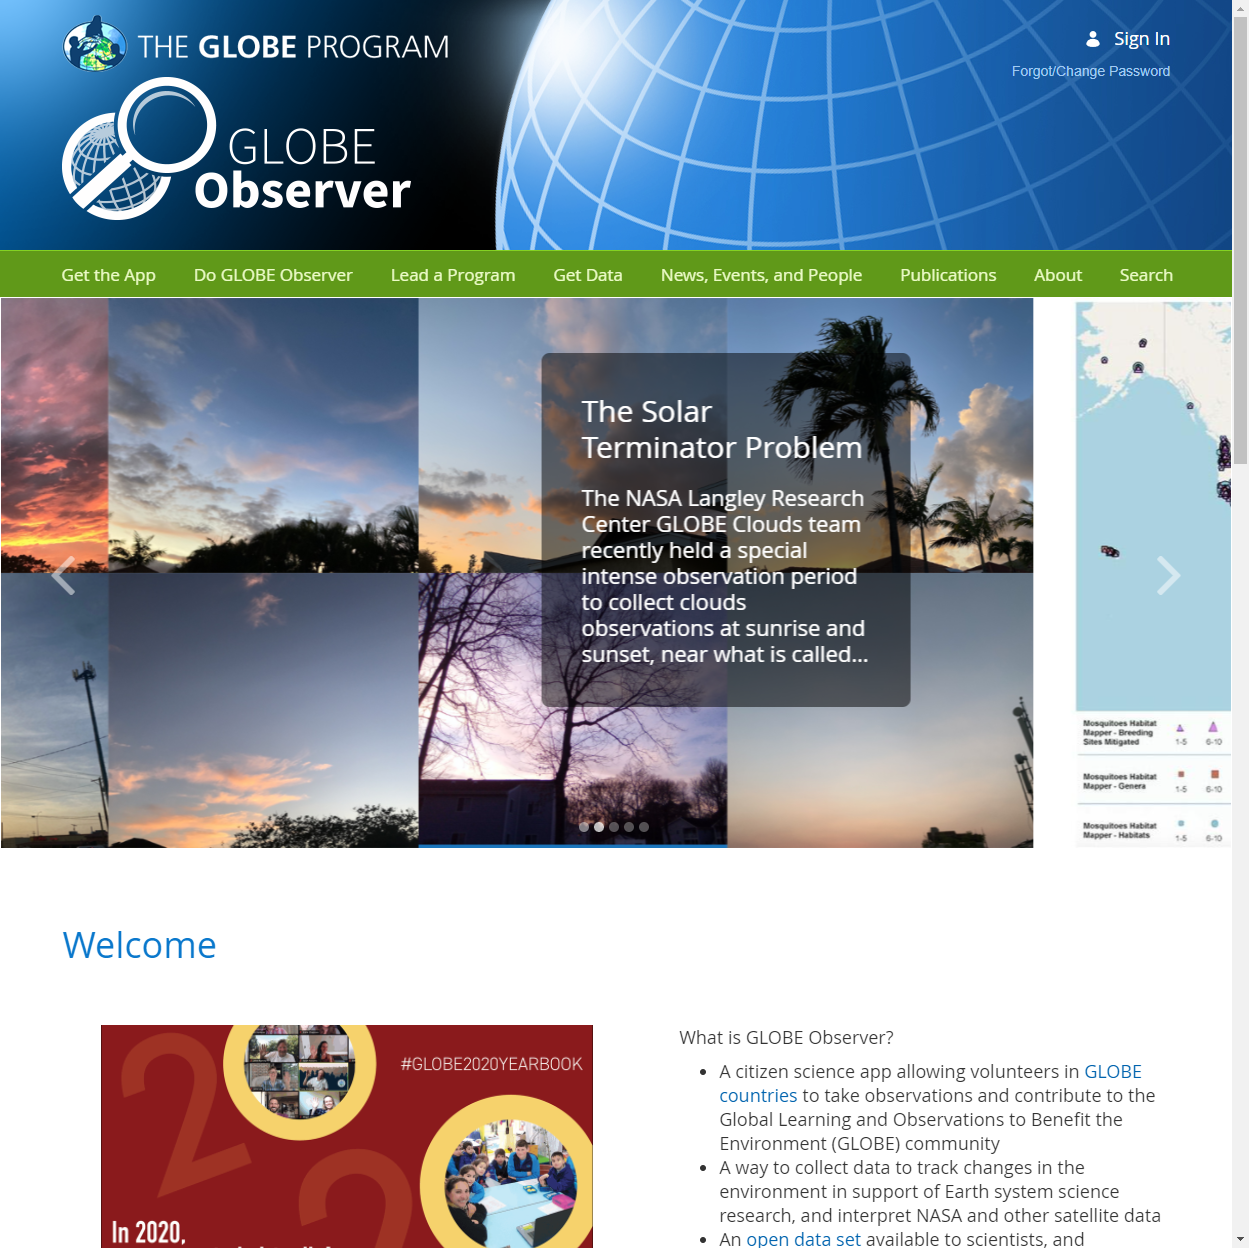 THE GLOBE PROGRAM
Sign In
Forgot/Change Password
GLOBE
Observer
Get the App
Do GLOBE Observer
Lead a Program
Get Data
News, Events, and People
Publications
About
Search
The Solar
Terminator Problem
The NASA Langley Research
Center GLOBE Clouds team
recently held a special
intense observation period
to collect clouds
observations at sunrise and
sunset, near what is called...
Mosquitoes Habitat
Mapper - Breeding
Sites Mitigated
1-5
6-10
Mosquitoes Habitat
Mapper - Genera
1-5
6-10
Mosquitoes Habitat
Mapper - Habitats
1-5
6-10
Welcome
2
#GLOBE2020YEARBOOK
2
In 2020,
What is GLOBE Observer?
A citizen science app allowing volunteers in GLOBE
countries to take observations and contribute to the
Global Learning and Observations to Benefit the
Environment (GLOBE) community
A way to collect data to track changes in the
environment in support of Earth system science
research, and interpret NASA and other satellite data
An open data set available to scientists, and